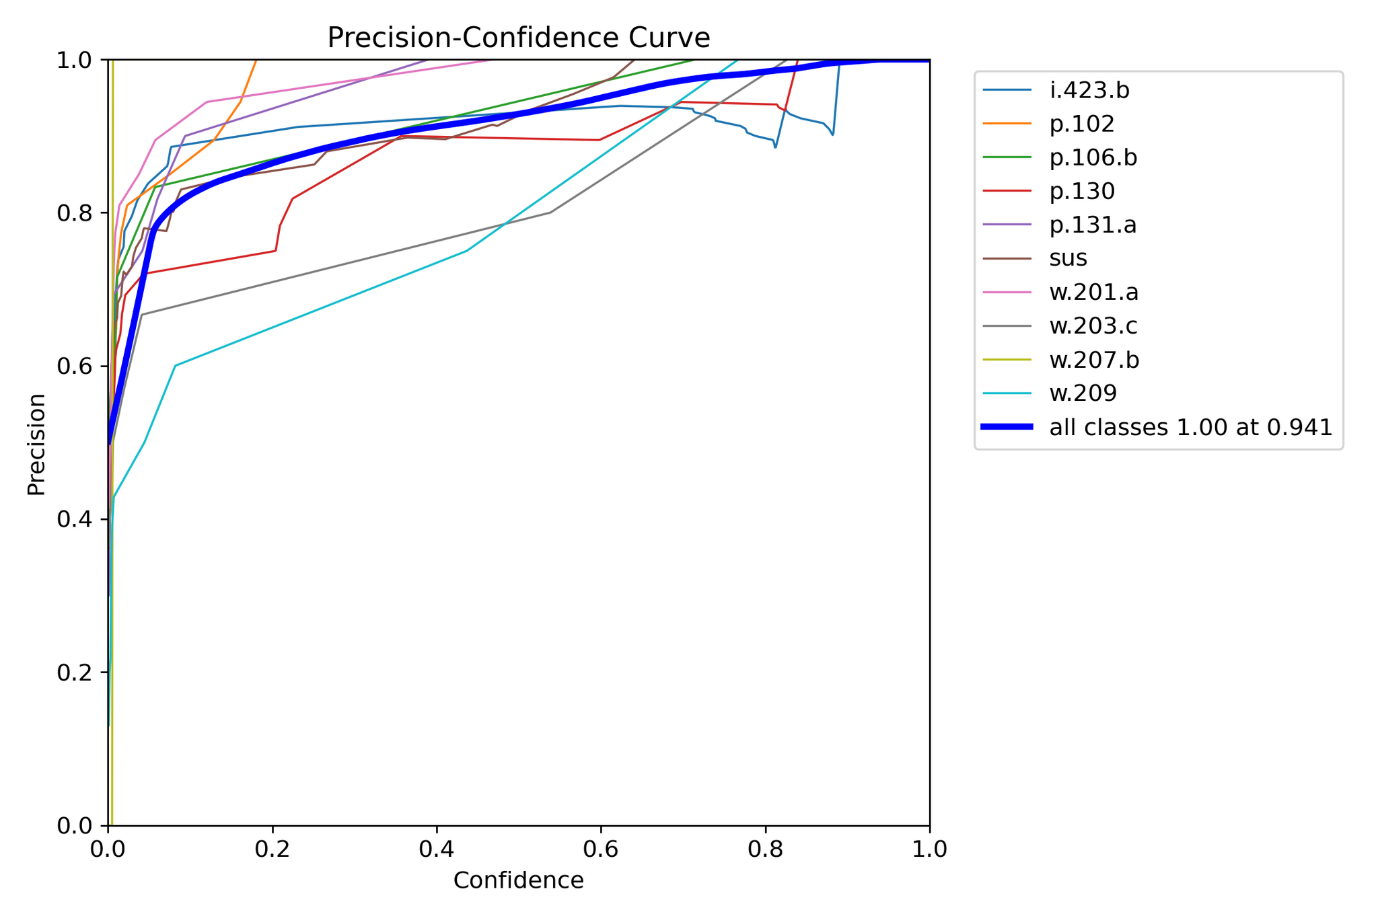 Precision-Confidence Curve
1.0
0.8
0.6
0.4
0.2
0.0
Precision
0.0 0.2 0.4 0.6 0.8 1.0
Confidence
i.423.b
p.102
p.106.b
p.130
p.131.a
sus
w.201.a
w.203.c
w.207.b
w.209
all classes 1.00 at 0.941